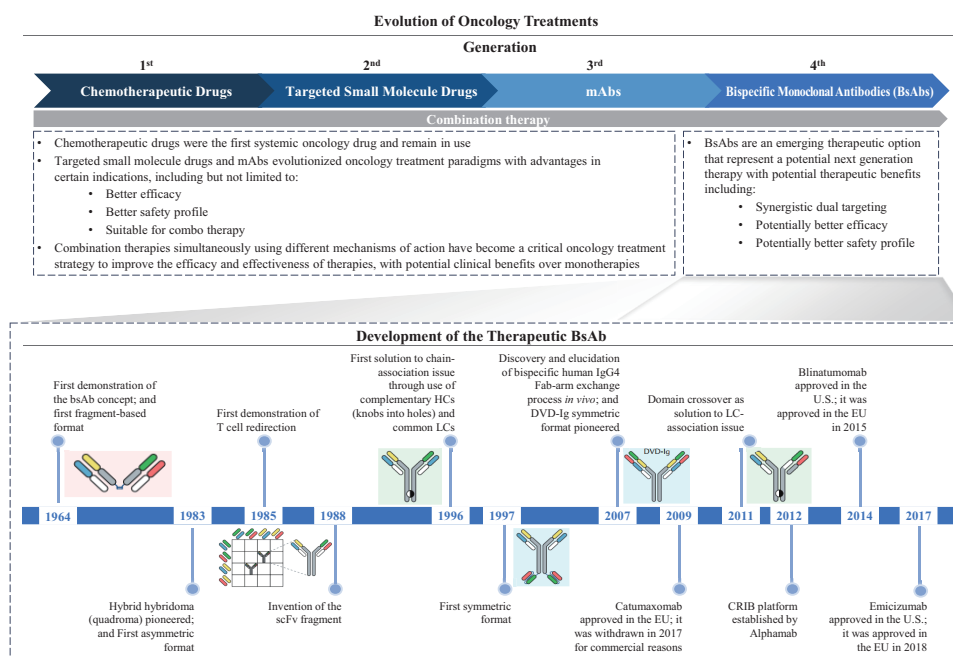 Evolution of Oncology Treatments
Generation
1st
2nd
3rd
4th
Chemotherapeutic Drugs
Targeted Small Molecule Drugs
mAbs
Bispecific Monoclonal Antibodies (BsAbs)
Combination therapy
• Chemotherapeutic drugs were the first systemic oncology drug and remain in use
• Targeted small molecule drugs and mAbs evolutionized oncology treatment paradigms with advantages in
certain indications, including but not limited to:
• Better efficacy
• Better safety profile
• Suitable for combo therapy
• Combination therapies simultaneously using different mechanisms of action have become a critical oncology treatment
strategy to improve the efficacy and effectiveness of therapies, with potential clinical benefits over monotherapies
• BsAbs are an emerging therapeutic option
that represent a potential next generation
therapy with potential therapeutic benefits
including:
• Synergistic dual targeting
• Potentially better efficacy
• Potentially better safety profile
Development of the Therapeutic BsAb
First demonstration of
the bsAb concept; and
first fragment-based
format
First demonstration of
T cell redirection
First solution to chain-
association issue
through use of
complementary HCs
(knobs into holes) and
common LCs
Discovery and elucidation
of bispecific human IgG4
Fab-arm exchange
process in vivo; and
DVD-Ig symmetric
format pioneered
Domain crossover as
solution to LC-
association issue
Blinatumomab
approved in the
U.S.; it was
approved in the EU
in 2015
DVD-Ig
1964
1983
1985
1988
1996
1997
2007
2009
2011
2012
2014
2017
Hybrid hybridoma
(quadroma) pioneered;
and First asymmetric
format
Invention of the
scFv fragment
First symmetric
format
Catumaxomab
approved in the EU; it
was withdrawn in 2017
for commercial reasons
CRIB platform
established by
Alphamab
Emicizumab
approved in the U.S.;
it was approved in
the EU in 2018